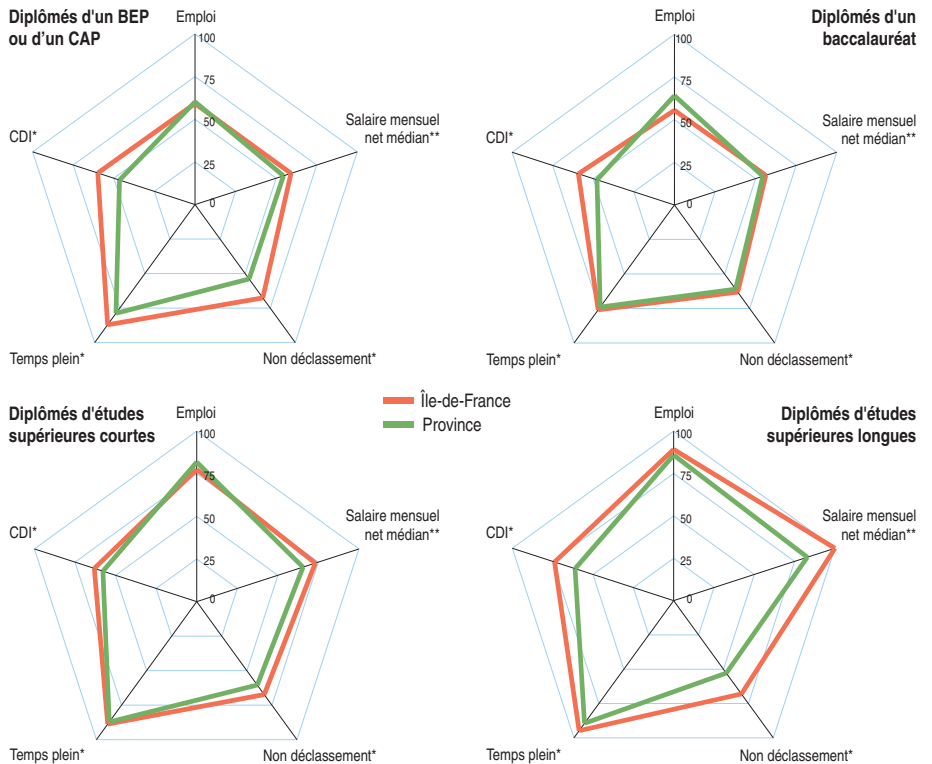 Diplômés d'un BEP
ou d'un CAP
Emploi
100
75
50
25
0
CDI*
Salaire mensuel
net médian**
Temps plein*
Non déclassement*
Diplômés d'un
baccalauréat
Emploi
100
75
50
25
0
CDI*
Salaire mensuel
net médian**
Temps plein*
Non déclassement*
Île-de-France
Province
Diplômés d'études
supérieures courtes
Emploi
100
75
50
25
0
CDI*
Salaire mensuel
net médian**
Temps plein*
Non déclassement*
Diplômés d'études
supérieures longues
Emploi
100
75
50
25
0
CDI*
Salaire mensuel
net médian**
Temps plein*
Non déclassement*